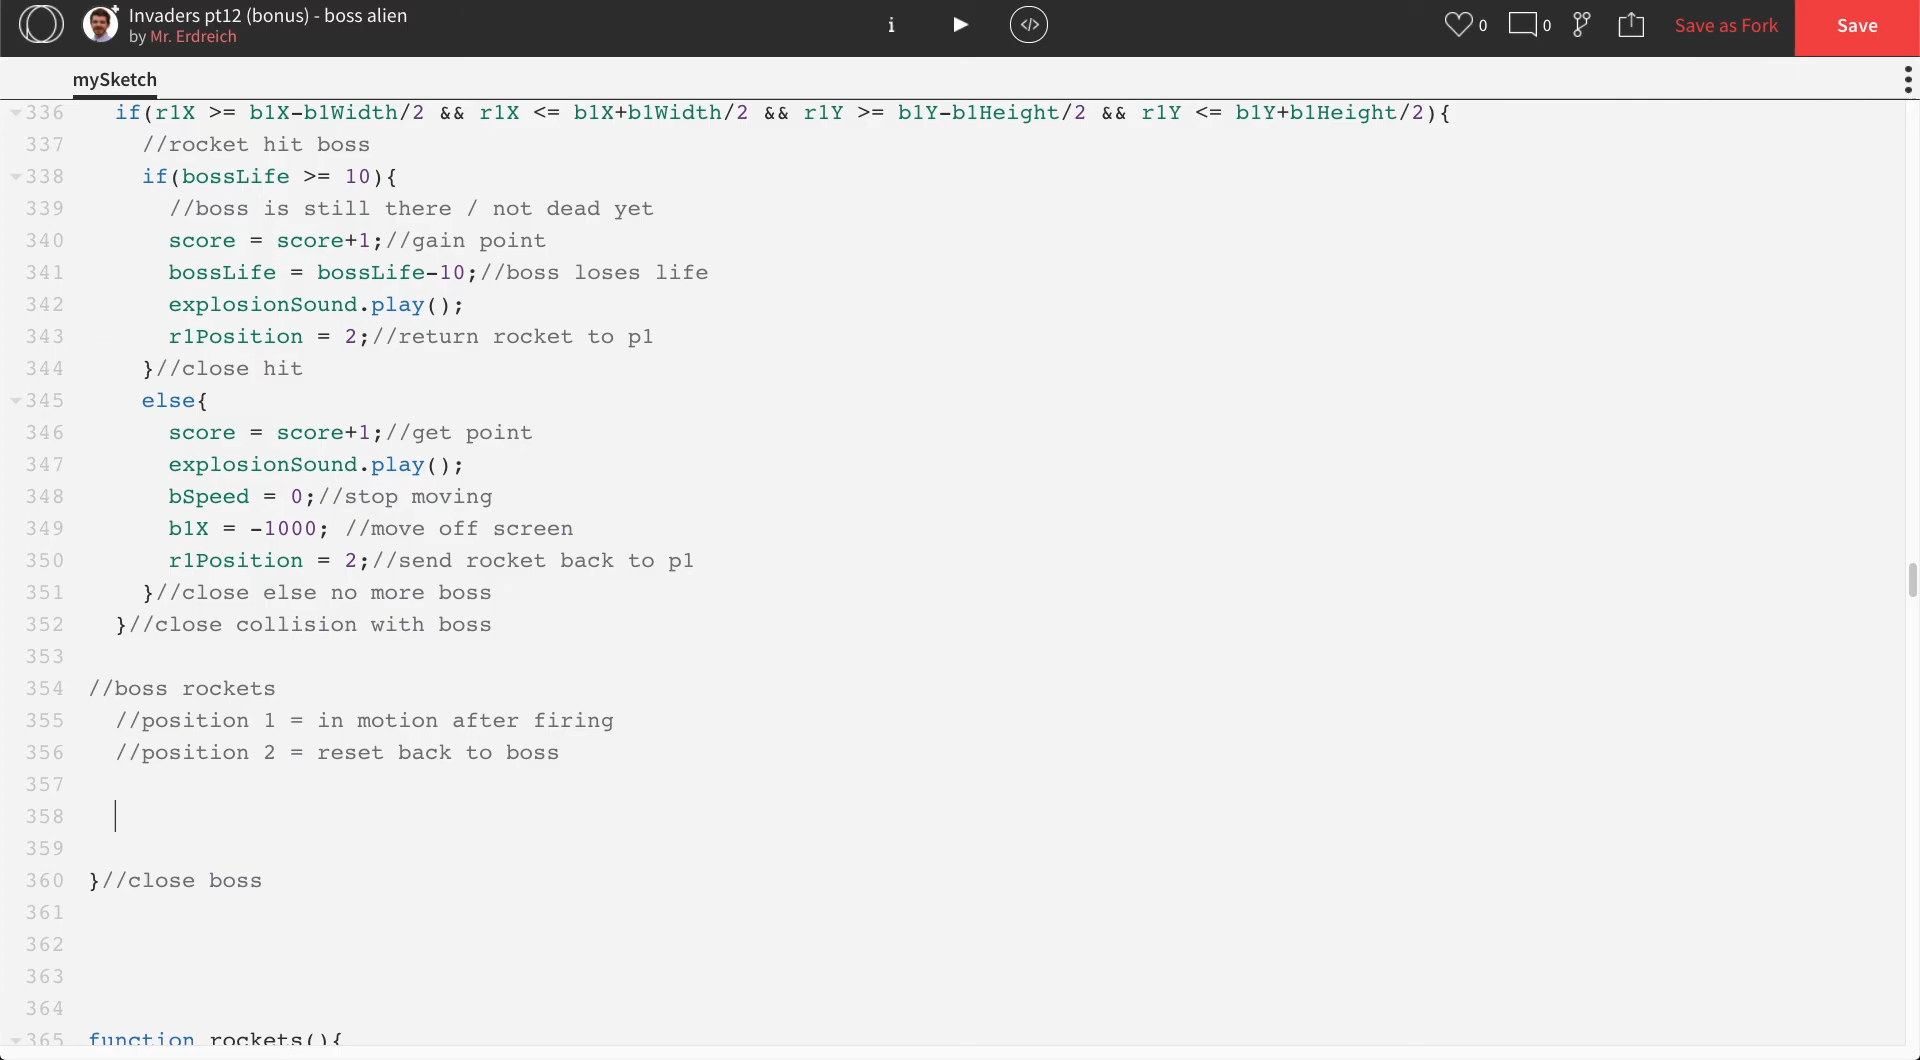 Invaders pt12 (bonus) - boss alien
by Mr. Erdreich
i
</>
0
0
Save as Fork
Save
mySketch
336 if(r1X >= b1X-b1Width/2 && r1X <= b1X+b1Width/2 && r1Y >= b1Y-b1Height/2 && r1Y <= b1Y+b1Height/2){
337 //rocket hit boss
338 if(bossLife >= 10){
339 //boss is still there / not dead yet
340 score = score+1;//gain point
341 bossLife = bossLife-10;//boss loses life
342 explosionSound.play();
343 r1Position = 2;//return rocket to p1
344 }//close hit
345 else{
346 score = score+1;//get point
347 explosionSound.play();
348 bSpeed = 0;//stop moving
349 b1X = -1000; //move off screen
350 r1Position = 2;//send rocket back to p1
351 }//close else no more boss
352 }//close collision with boss
353
354 //boss rockets
355 //position 1 = in motion after firing
356 //position 2 = reset back to boss
357
358
359
360 }//close boss
361
362
363
364
365 function rockets(){